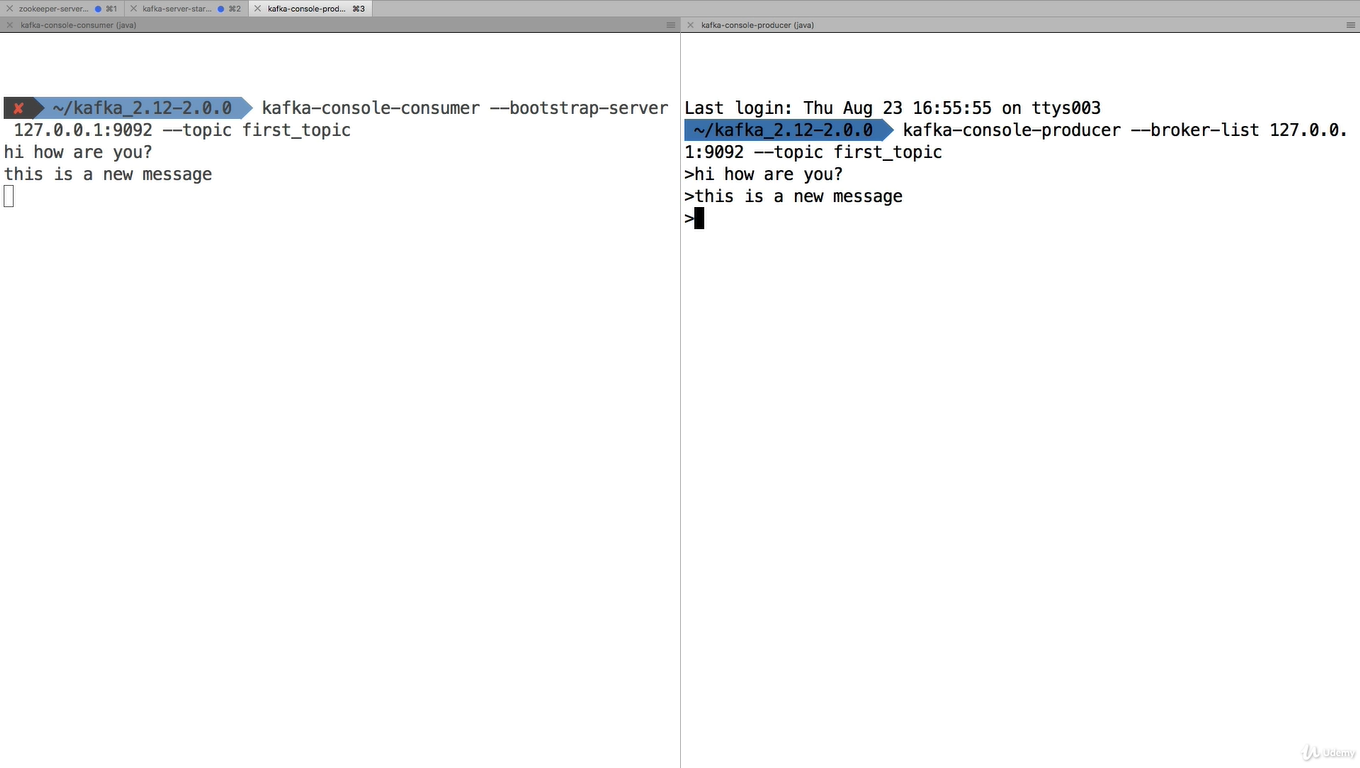 zookeeper-server... ⌘1 kafka-server-star... ⌘2 kafka-console-prod... ⌘3
kafka-console-consumer (java)
✘ ~/kafka_2.12-2.0.0 kafka-console-consumer --bootstrap-server
127.0.0.1:9092 --topic first_topic
hi how are you?
this is a new message
kafka-console-producer (java)
Last login: Thu Aug 23 16:55:55 on ttys003
~/kafka_2.12-2.0.0 kafka-console-producer --broker-list 127.0.0.
1:9092 --topic first_topic
>hi how are you?
>this is a new message
>
Udemy